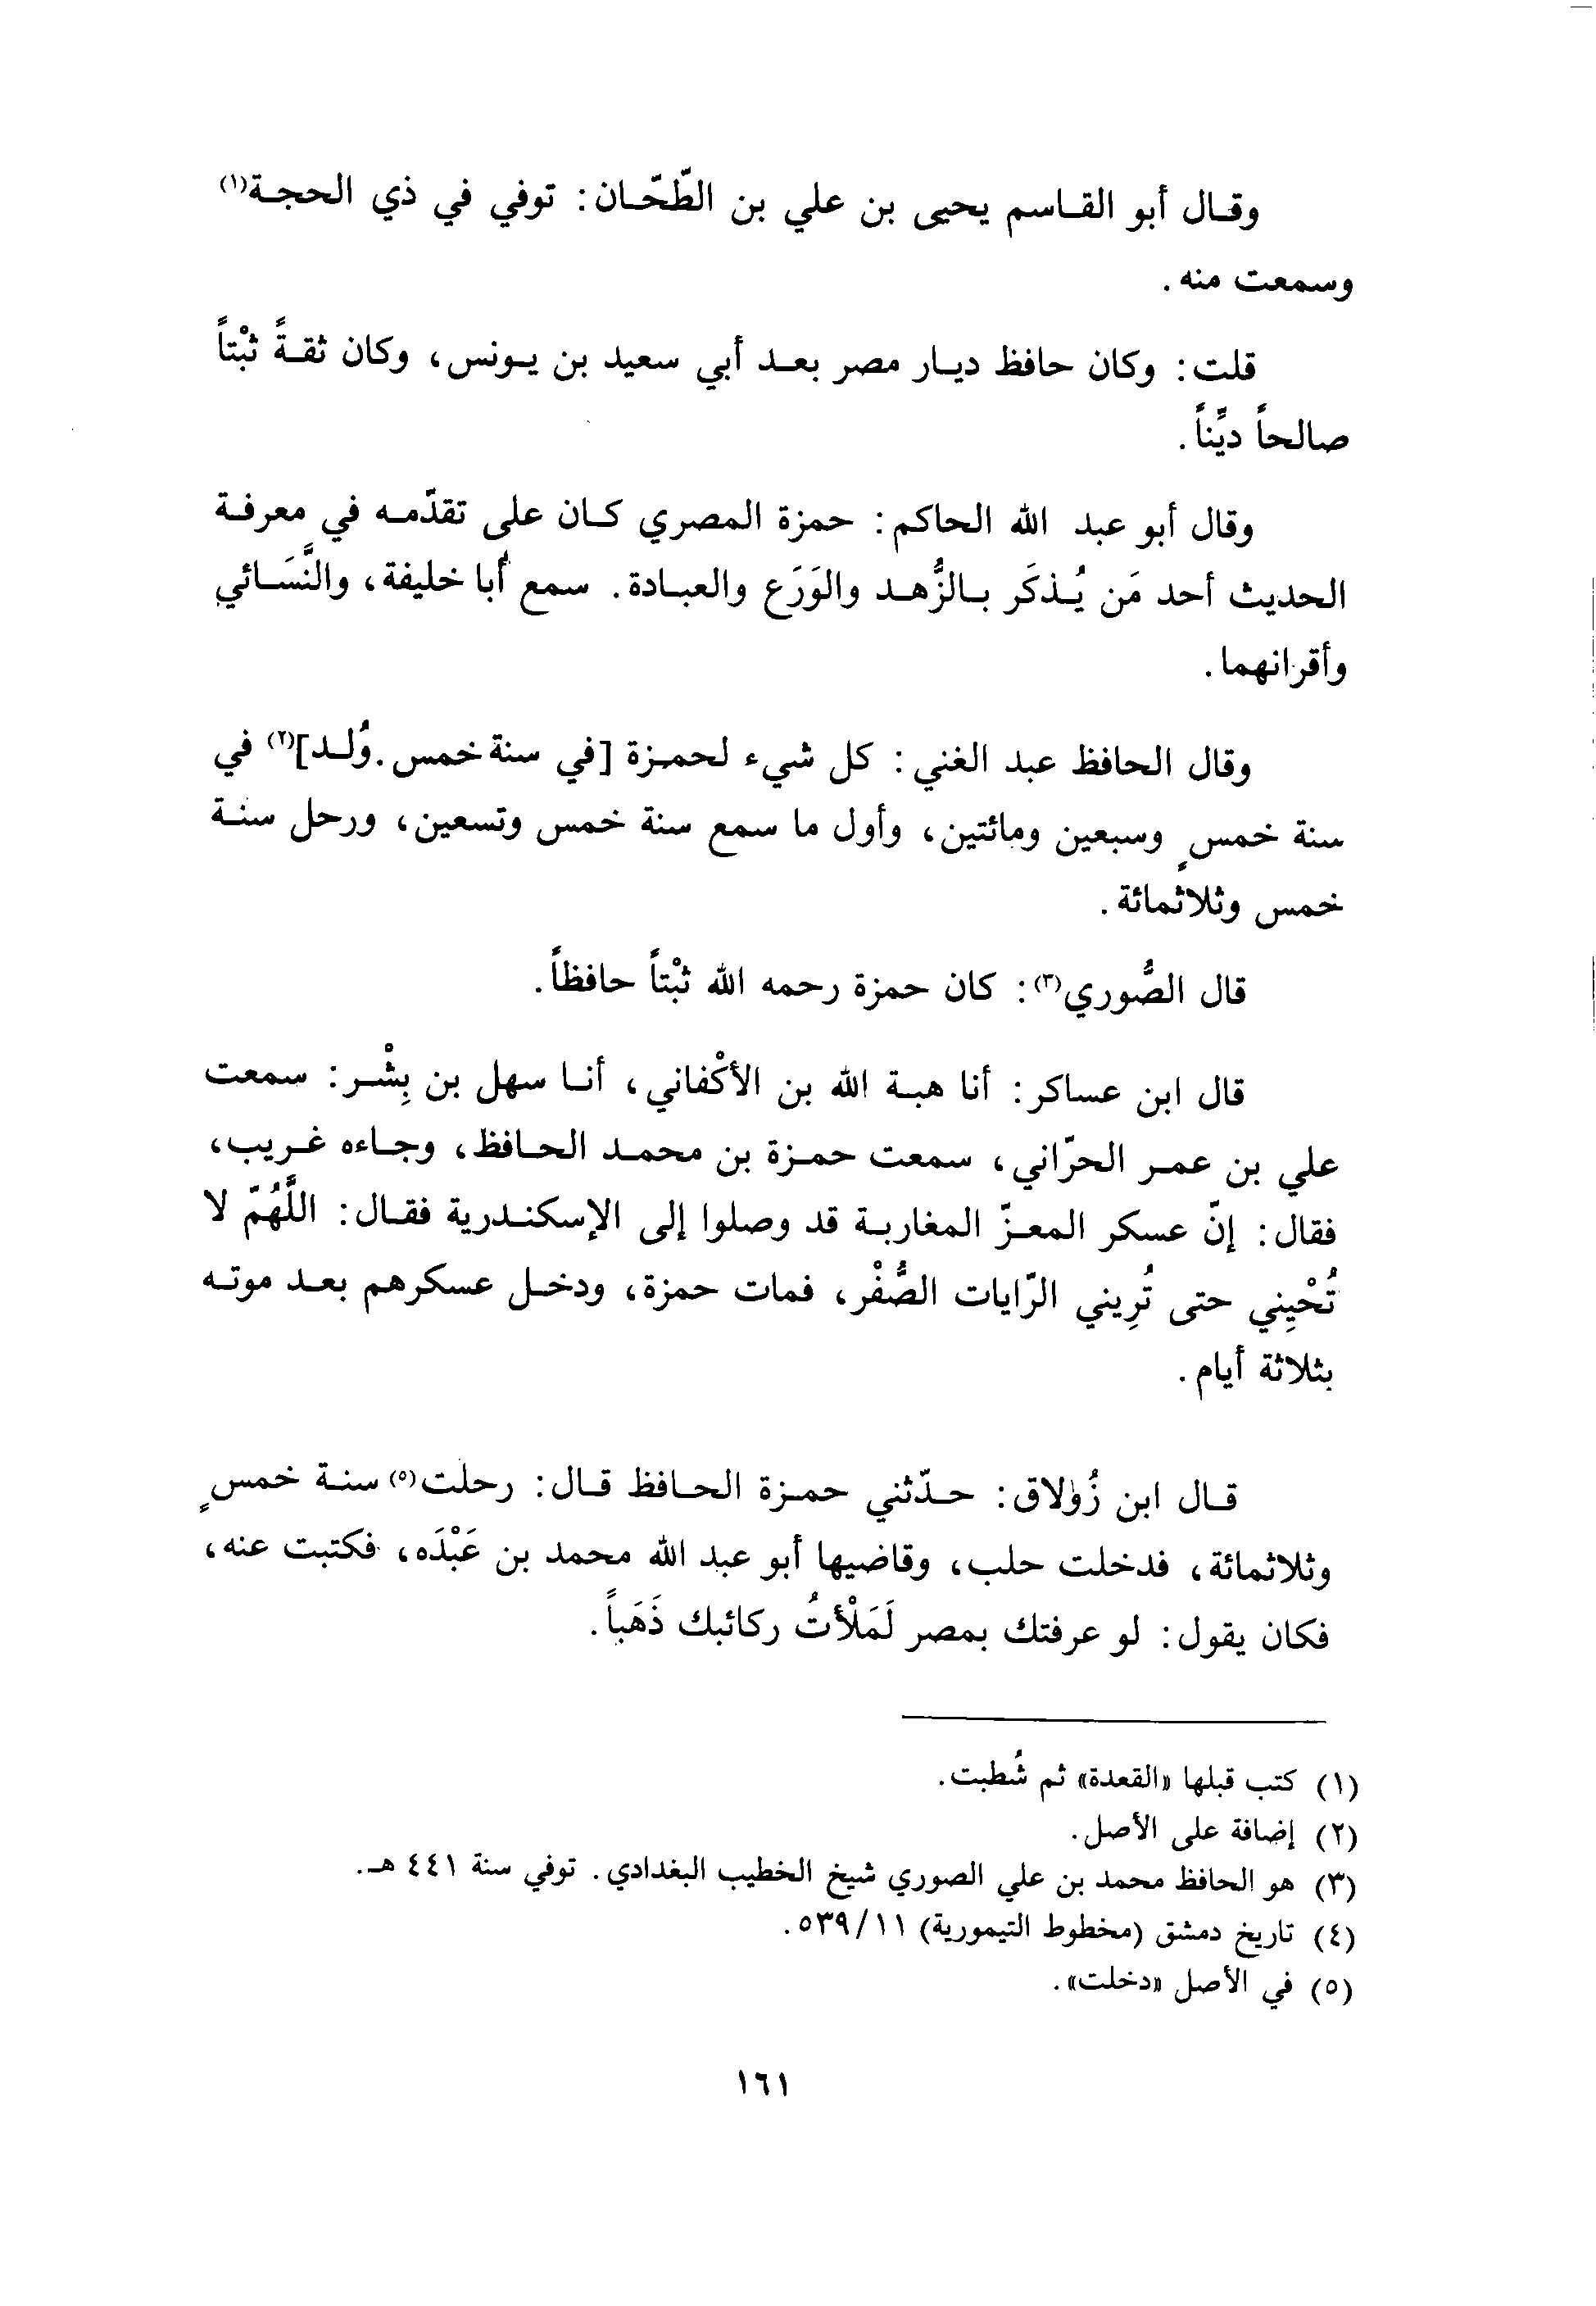 وقال أبو القاسم يحيى بن علي بن الطّحّان: توفي في ذي الحجة(١)
وسمعت منه.
قلت: وكان حافظ ديار مصر بعد أبي سعيد بن يونس، وكان ثقةً ثبْتاً
صالحاً ديِّناً.
وقال أبو عبد الله الحاكم: حمزة المصري كان على تقدّمه في معرفة
الحديث أحد مَن يُذكَر بالزُّهد والوَرَع والعبادة. سمع أبا خليفة، والنَّسَائي
وأقرانهما.
وقال الحافظ عبد الغني: كل شيء لحمزة [في سنة خمس. وُلد](٢) في
سنة خمسٍ وسبعين ومائتين، وأول ما سمع سنة خمس وتسعين، ورحل سنة
خمس وثلاثمائة.
قال الصُّوري(٣): كان حمزة رحمه الله ثبْتاً حافظاً.
قال ابن عساكر: أنا هبة الله بن الأكْفاني، أنا سهل بن بِشْر: سمعت
علي بن عمر الحرّاني، سمعت حمزة بن محمد الحافظ، وجاءه غريب،
فقال: إنّ عسكر المعزّ المغاربة قد وصلوا إلى الإسكندرية فقال: اللَّهُمّ لا
تُحْيِني حتى تُرِيني الرّايات الصُّفْر، فمات حمزة، ودخل عسكرهم بعد موته
بثلاثة أيام.
قال ابن زُولاق: حدّثني حمزة الحافظ قال: رحلت(٥) سنة خمسٍ
وثلاثمائة، فدخلت حلب، وقاضيها أبو عبد الله محمد بن عَبْدَه، فكتبت عنه،
فكان يقول: لو عرفتك بمصر لَمَلْأتُ ركائبك ذَهَباً.
(١) كتب قبلها «القعدة» ثم شُطبت.
(٢) إضافة على الأصل.
(٣) هو الحافظ محمد بن علي الصوري شيخ الخطيب البغدادي. توفي سنة ٤٤١ هـ.
(٤) تاريخ دمشق (مخطوط التيمورية) ١١/٥٣٩.
(٥) في الأصل «دخلت».
١٦١